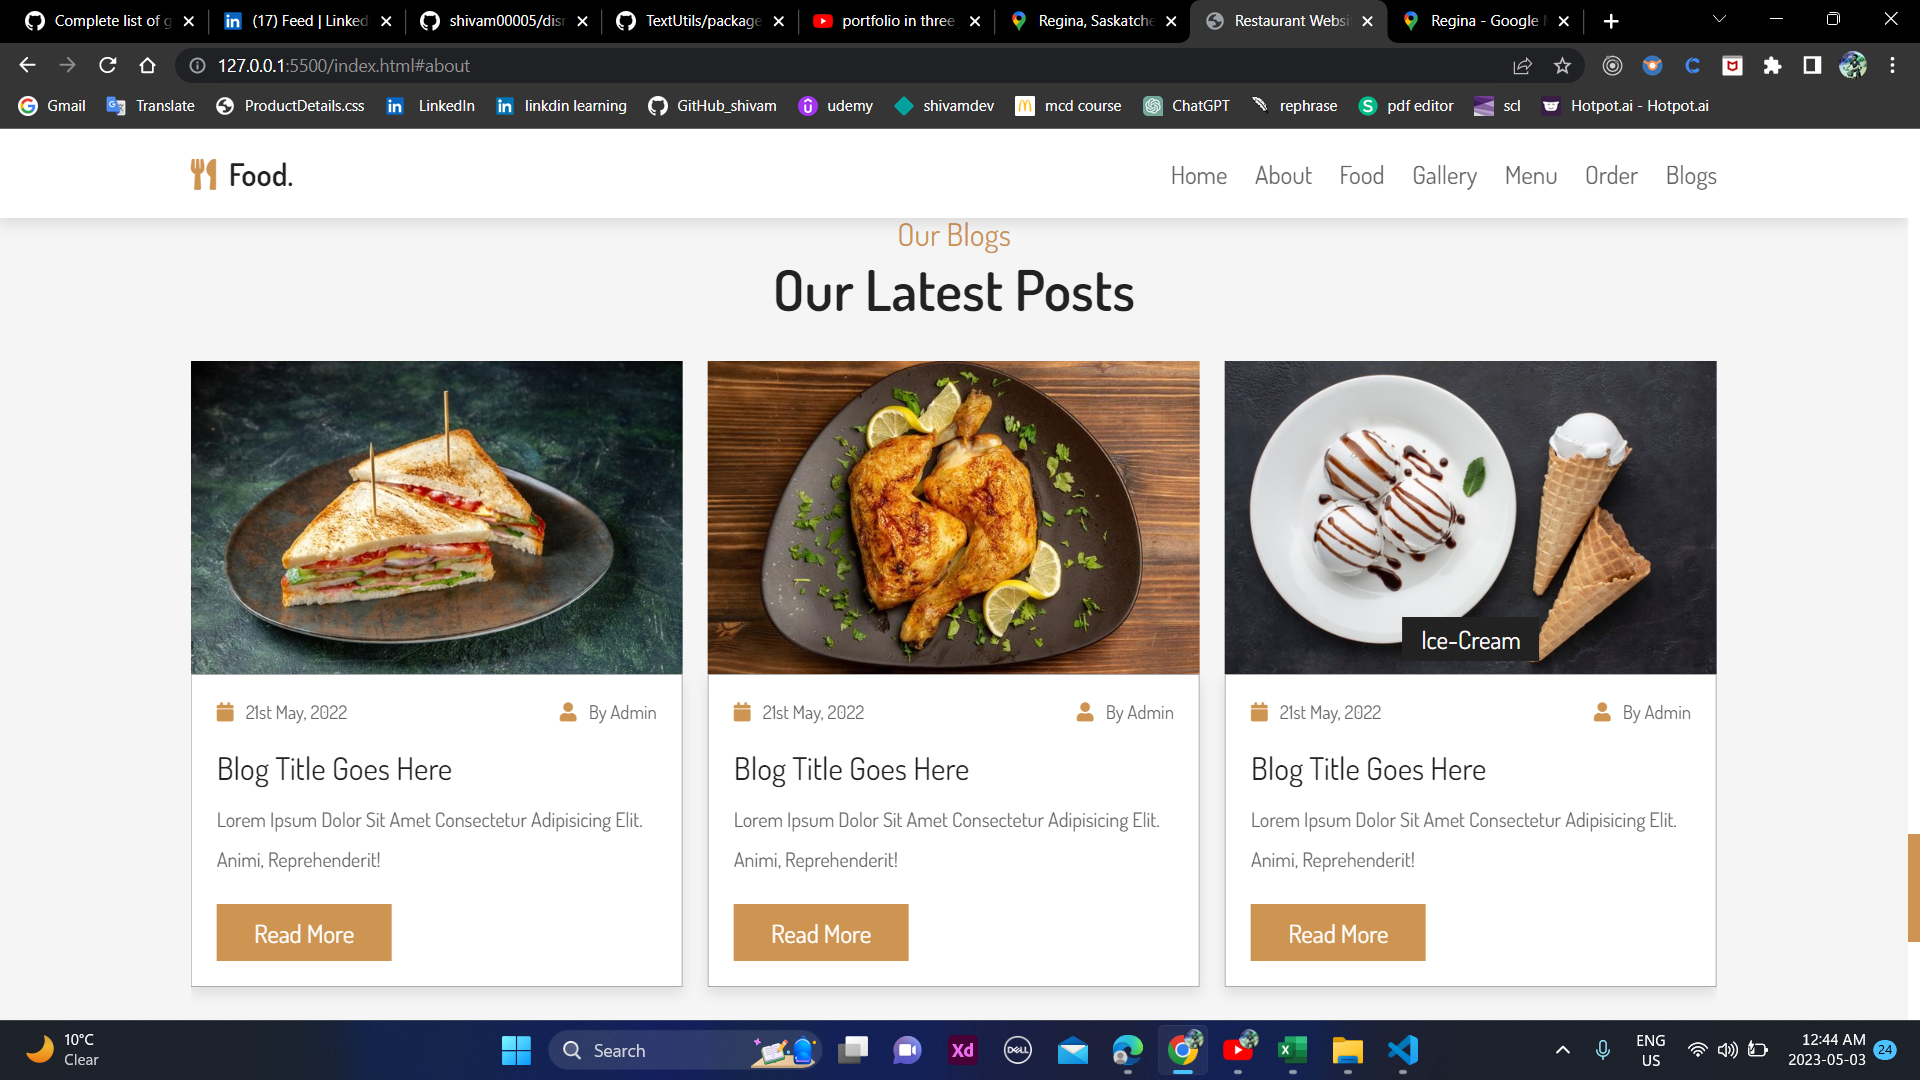 Complete list of g
(17) Feed | Linked
shivam00005/disn
TextUtils/package
portfolio in three
Regina, Saskatche
Restaurant Websi
Regina - Google M
127.0.0.1:5500/index.html#about
Gmail
Translate
ProductDetails.css
LinkedIn
linkdin learning
GitHub_shivam
udemy
shivamdev
mcd course
ChatGPT
rephrase
pdf editor
scl
Hotpot.ai - Hotpot.ai
Food.
Home About Food Gallery Menu Order Blogs
Our Blogs
Our Latest Posts
Ice-Cream
21st May, 2022 By Admin
Blog Title Goes Here
Lorem Ipsum Dolor Sit Amet Consectetur Adipisicing Elit.
Animi, Reprehenderit!
Read More
21st May, 2022 By Admin
Blog Title Goes Here
Lorem Ipsum Dolor Sit Amet Consectetur Adipisicing Elit.
Animi, Reprehenderit!
Read More
21st May, 2022 By Admin
Blog Title Goes Here
Lorem Ipsum Dolor Sit Amet Consectetur Adipisicing Elit.
Animi, Reprehenderit!
Read More
10°C
Clear
Search
Xd
DELL
ENG
US
12:44 AM
2023-05-03
24